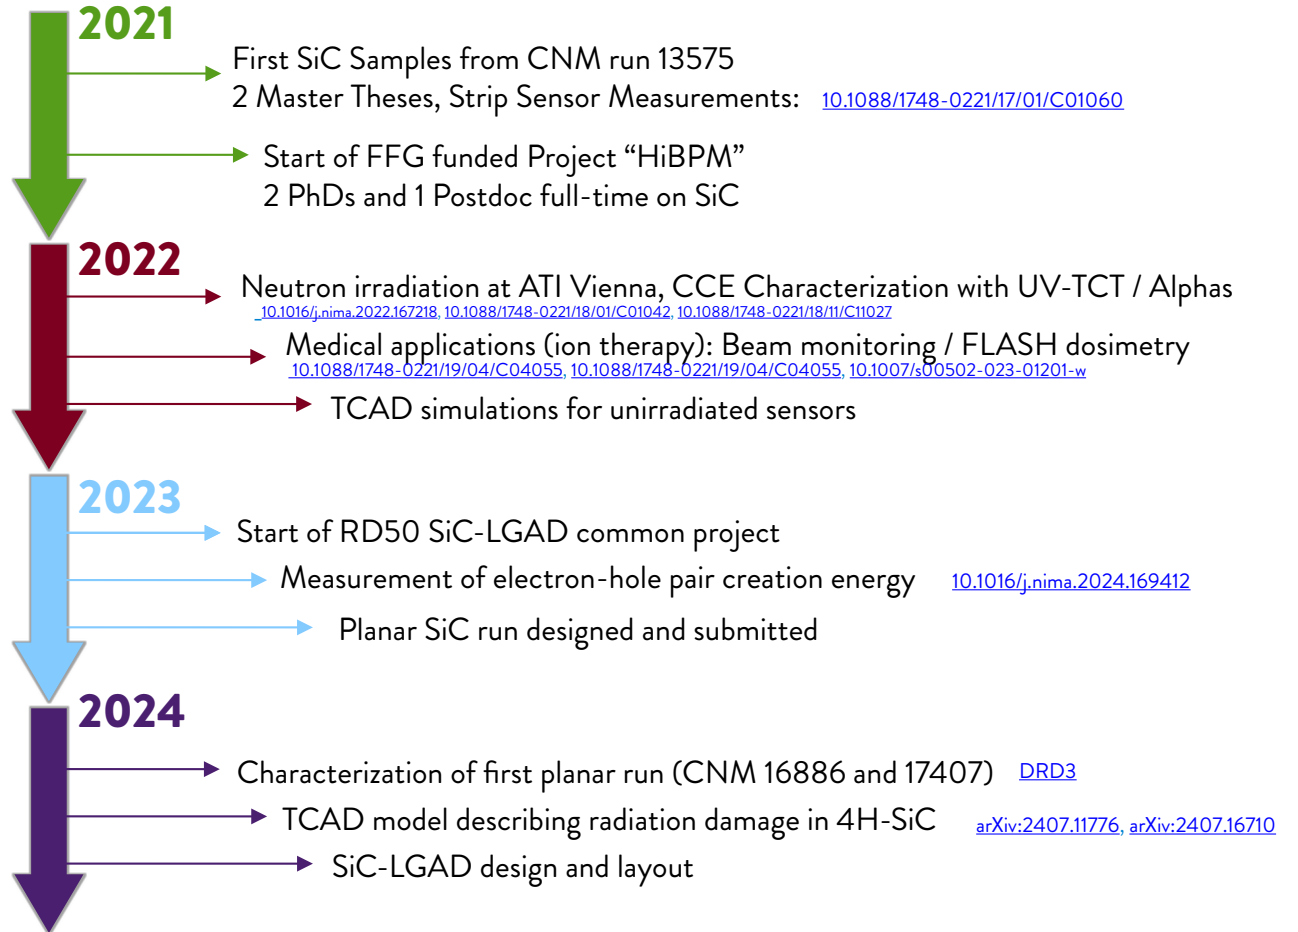 2021
First SiC Samples from CNM run 13575
2 Master Theses, Strip Sensor Measurements: 10.1088/1748-0221/17/01/C01060
Start of FFG funded Project “HiBPM”
2 PhDs and 1 Postdoc full-time on SiC
2022
Neutron irradiation at ATI Vienna, CCE Characterization with UV-TCT / Alphas
10.1016/j.nima.2022.167218, 10.1088/1748-0221/18/01/C01042, 10.1088/1748-0221/18/11/C11027
Medical applications (ion therapy): Beam monitoring / FLASH dosimetry
10.1088/1748-0221/19/04/C04055, 10.1088/1748-0221/19/04/C04055, 10.1007/s00502-023-01201-w
TCAD simulations for unirradiated sensors
2023
Start of RD50 SiC-LGAD common project
Measurement of electron-hole pair creation energy 10.1016/j.nima.2024.169412
Planar SiC run designed and submitted
2024
Characterization of first planar run (CNM 16886 and 17407) DRD3
TCAD model describing radiation damage in 4H-SiC arXiv:2407.11776, arXiv:2407.16710
SiC-LGAD design and layout